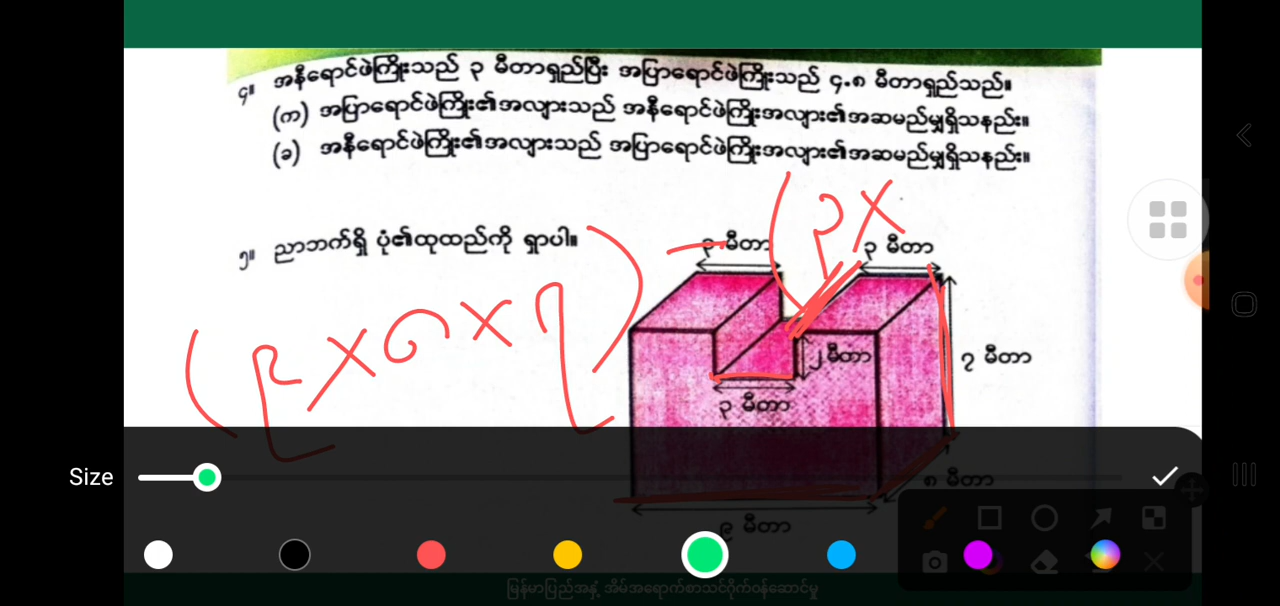 ၄။ အနီရောင်ဖဲကြိုးသည် ၃ မီတာရှည်ပြီး အပြာရောင်ဖဲကြိုးသည် ၄.၈ မီတာရှည်သည်။
(က) အပြာရောင်ဖဲကြိုး၏အလျားသည် အနီရောင်ဖဲကြိုးအလျား၏အဆမည်မျှရှိသနည်း။
(ခ) အနီရောင်ဖဲကြိုး၏အလျားသည် အပြာရောင်ဖဲကြိုးအလျား၏အဆမည်မျှရှိသနည်း။
၅။ ညာဘက်ရှိ ပုံ၏ထုထည်ကို ရှာပါ။
၃ မီတာ
၃ မီတာ
(၉×၈×၇) - (၃×
၂ မီတာ
၇ မီတာ
၃ မီတာ
Size
၈ မီတာ
၉ မီတာ
မြန်မာပြည်အနှံ့ အိမ်အရောက်စာသင်ဂိုက်ဝန်ဆောင်မှု